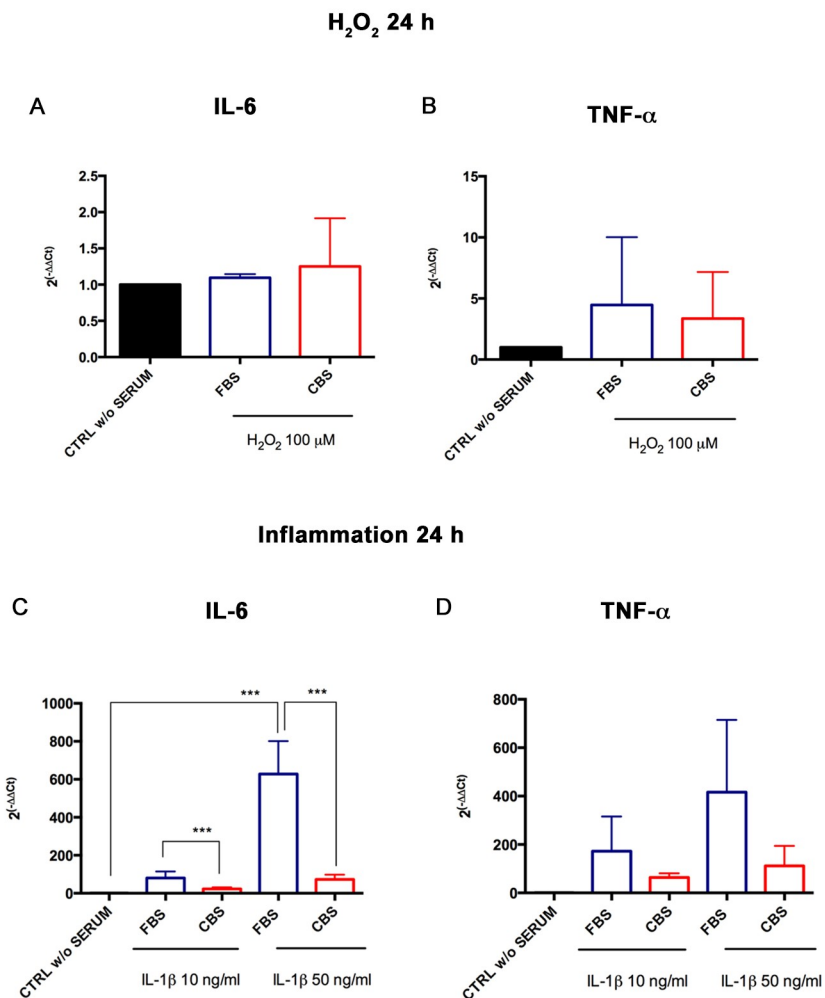 H₂O₂ 24 h
A
IL-6
2.5
2.0
1.5
1.0
0.5
0.0
2(-ΔΔCt)
CTRL w/o SERUM
FBS
CBS
H₂O₂ 100 μM
B
TNF-α
15
10
5
0
2(-ΔΔCt)
CTRL w/o SERUM
FBS
CBS
H₂O₂ 100 μM
Inflammation 24 h
C
IL-6
1000
800
600
400
200
0
2(-ΔΔCt)
***
***
***
CTRL w/o SERUM
FBS
CBS
FBS
CBS
IL-1β 10 ng/ml
IL-1β 50 ng/ml
D
TNF-α
800
600
400
200
0
2(-ΔΔCt)
CTRL w/o SERUM
FBS
CBS
FBS
CBS
IL-1β 10 ng/ml
IL-1β 50 ng/ml